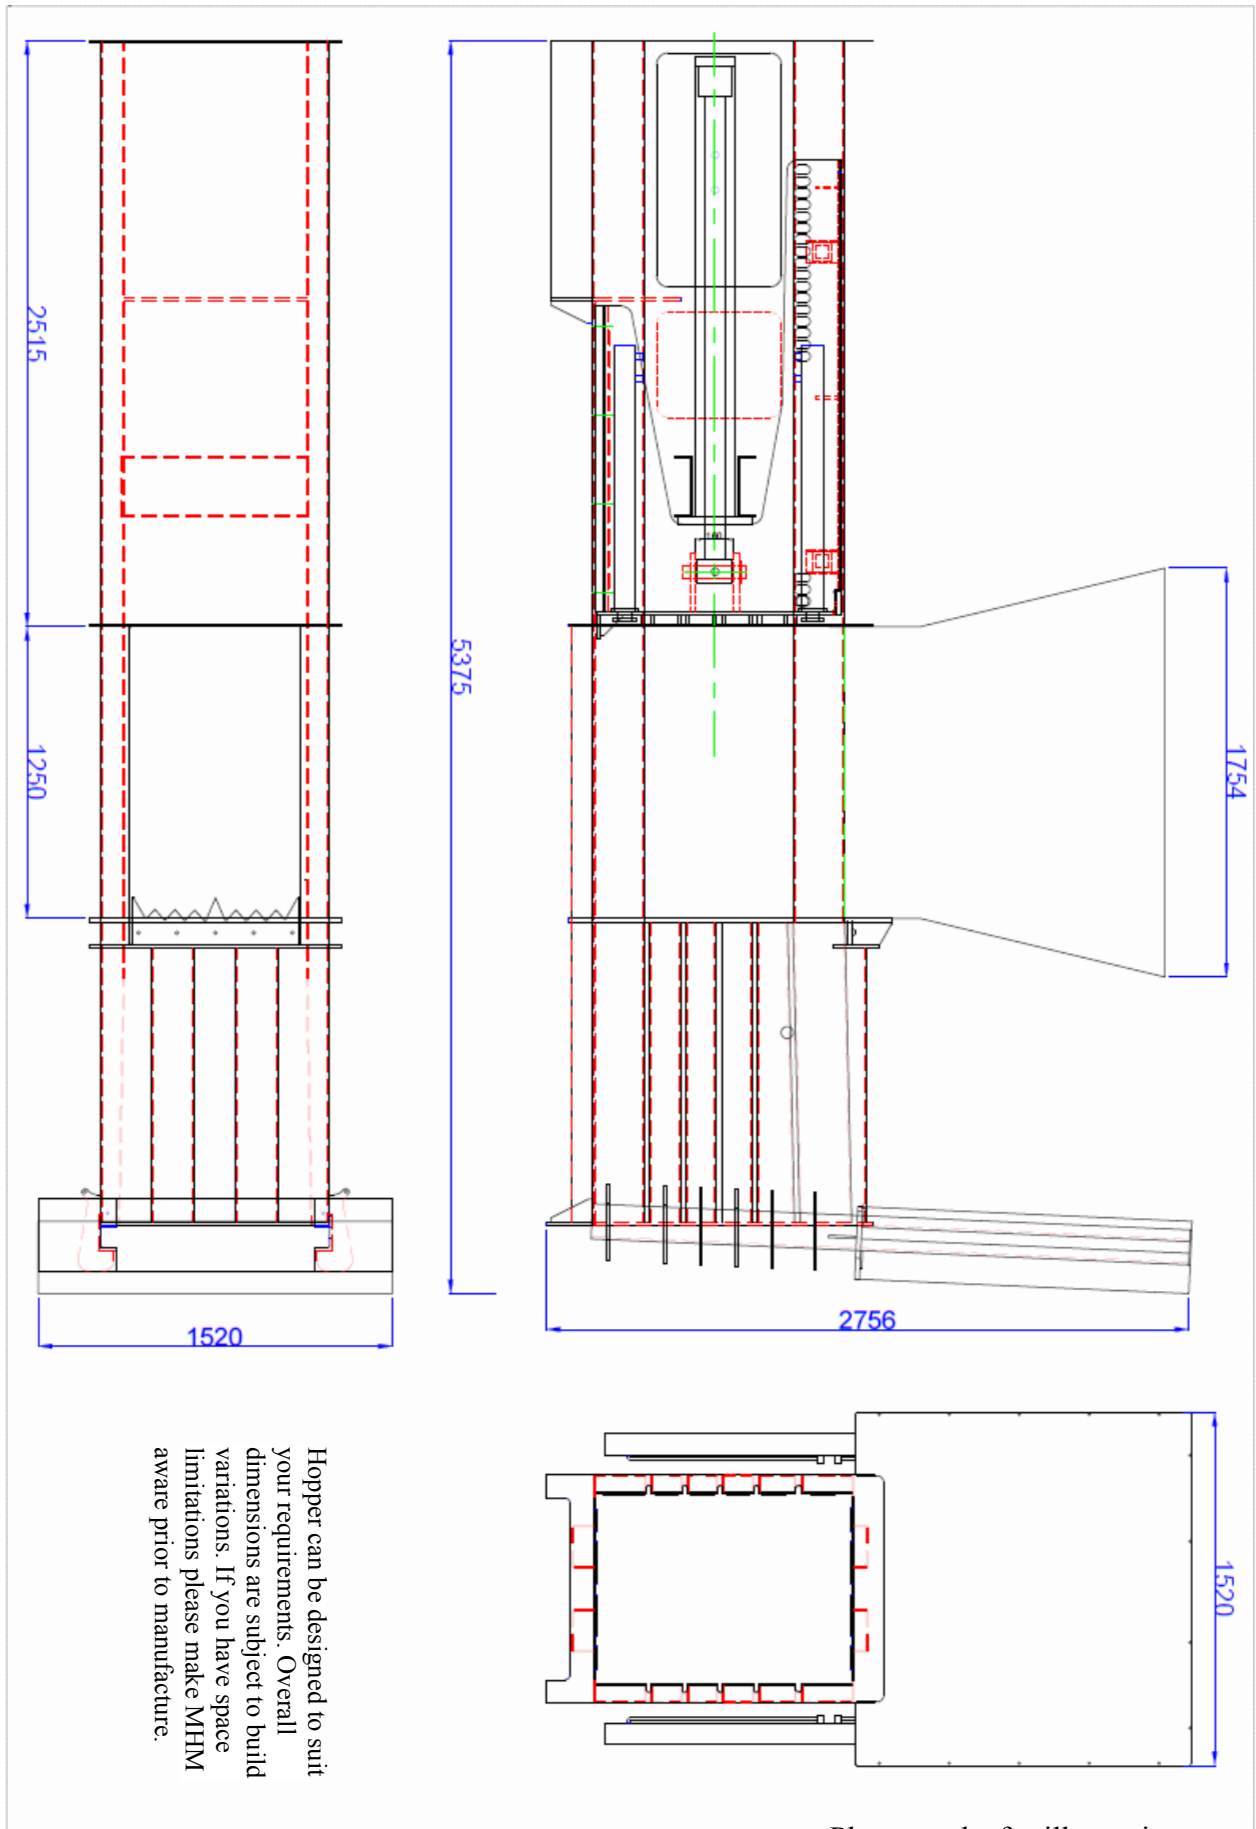 2515
1250
5375
1754
1520
2756
1520
Hopper can be designed to suit
your requirements. Overall
dimensions are subject to build
variations. If you have space
limitations please make MHM
aware prior to manufacture.